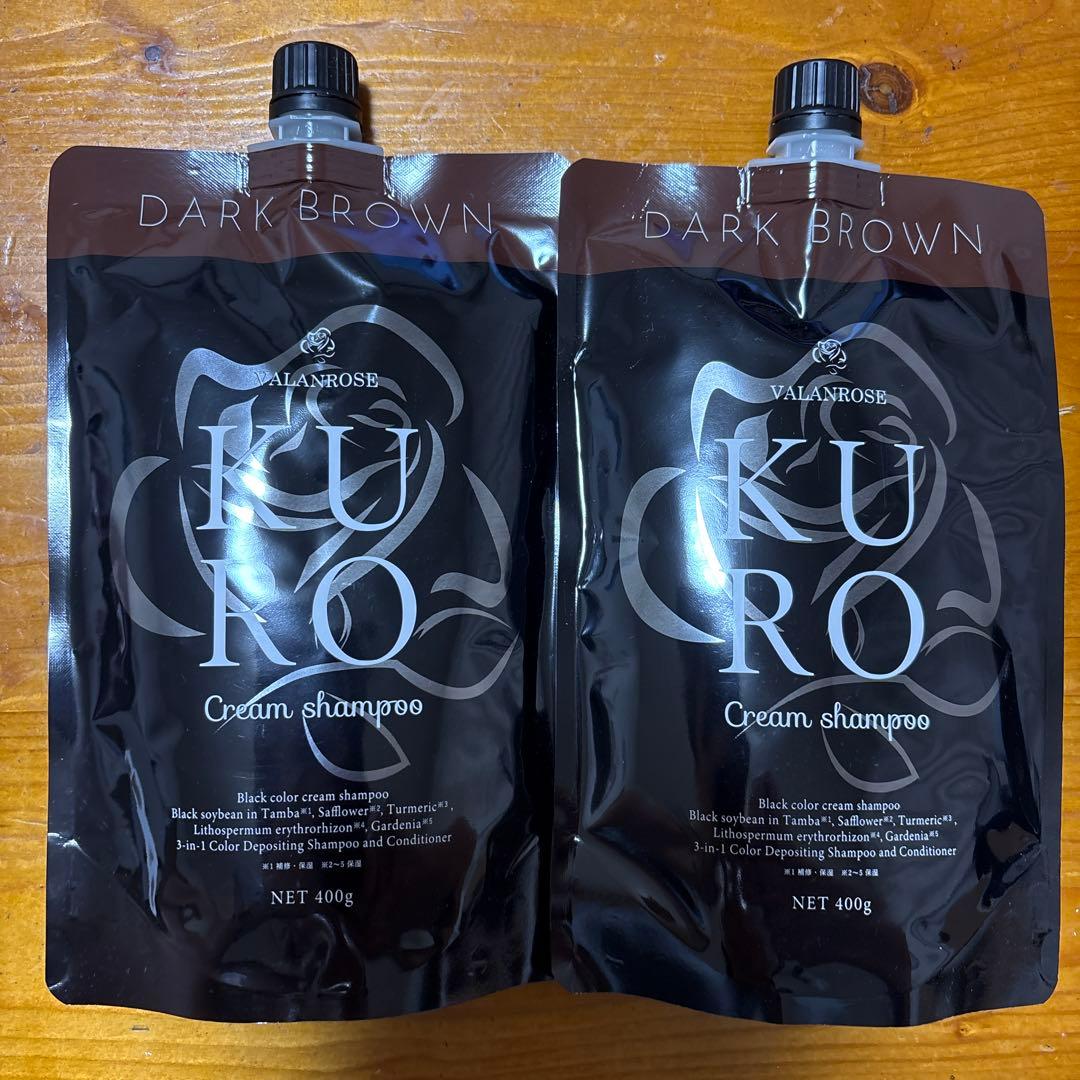 DARK BROWN
VALANROSE
KU
RO
Cream shampoo
Black color cream shampoo
Black soybean in Tamba※1, Safflower※2, Turmeric※3,
Lithospermum erythrorhizon※4, Gardenia※5
3-in-1 Color Depositing Shampoo and Conditioner
※1 補修・保湿 ※2〜5 保湿
NET 400g
DARK BROWN
VALANROSE
KU
RO
Cream shampoo
Black color cream shampoo
Black soybean in Tamba※1, Safflower※2, Turmeric※3,
Lithospermum erythrorhizon※4, Gardenia※5
3-in-1 Color Depositing Shampoo and Conditioner
※1 補修・保湿 ※2〜5 保湿
NET 400g